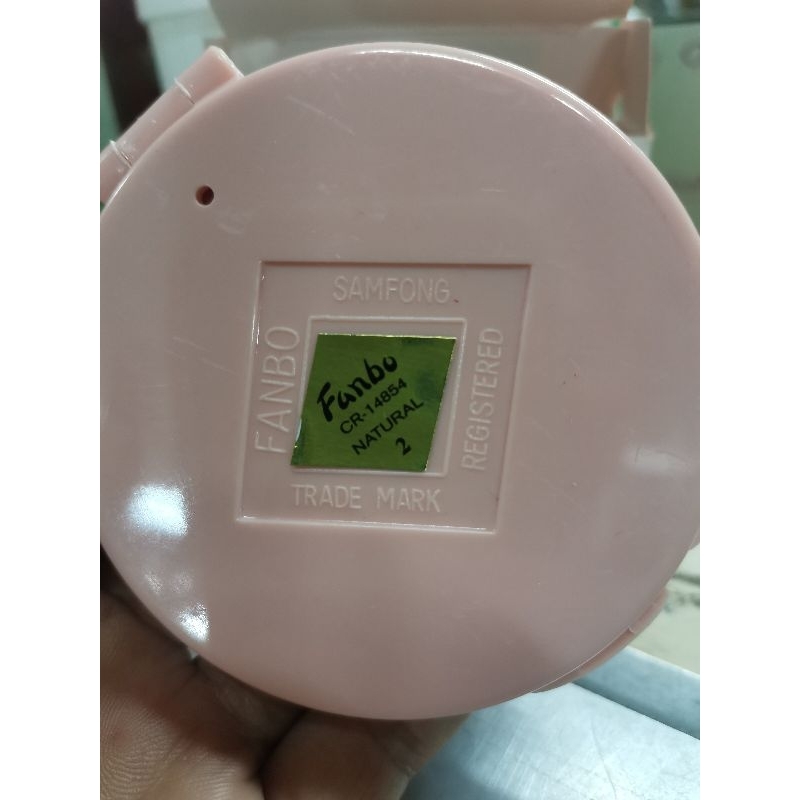 SAMFONG
FANBO
Fanbo
CR-14854
NATURAL
2
REGISTERED
TRADE MARK